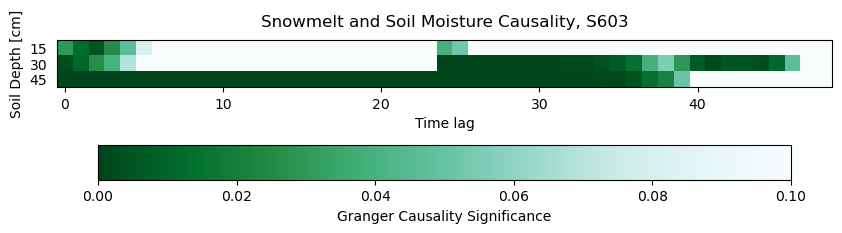 Snowmelt and Soil Moisture Causality, S603
Soil Depth [cm]
15
30
45
0 10 20 30 40
Time lag
0.00 0.02 0.04 0.06 0.08 0.10
Granger Causality Significance